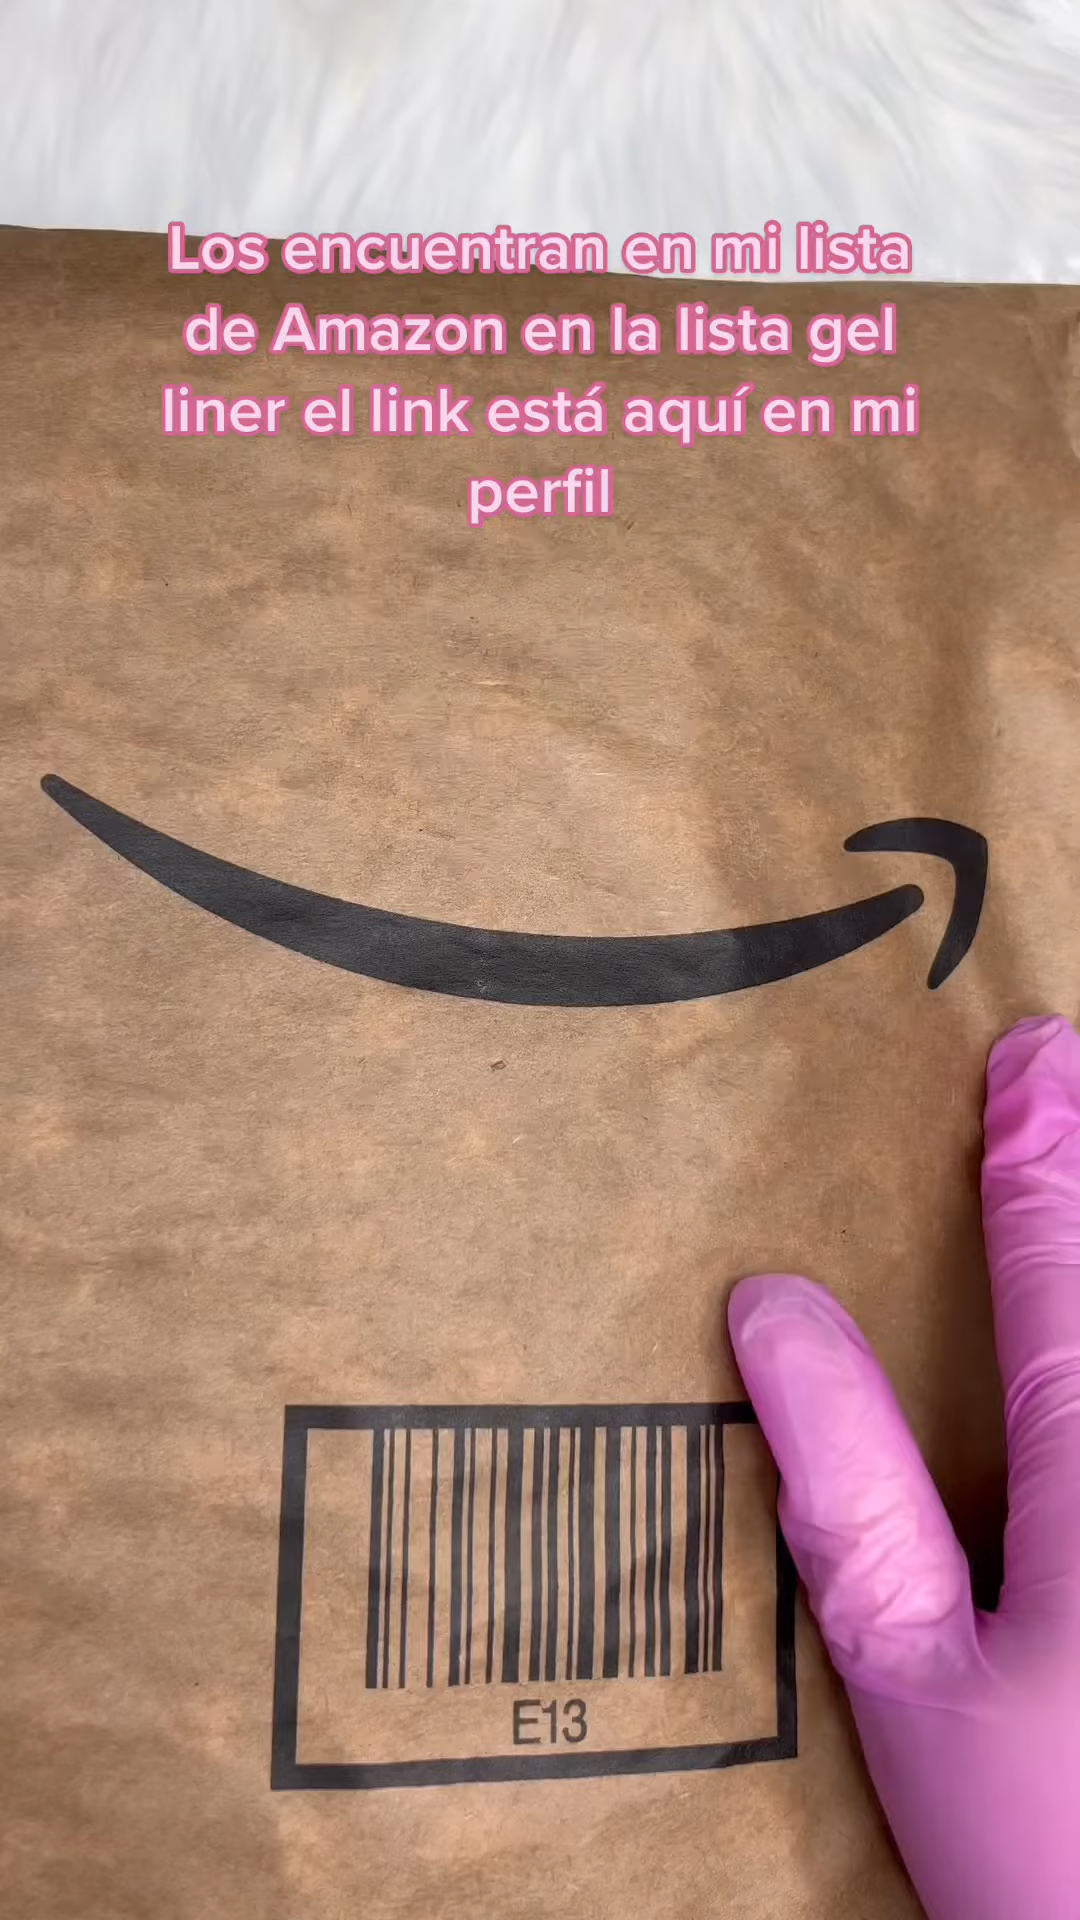 Los encuentran en mi lista
de Amazon en la lista gel
liner el link está aquí en mi
perfil
E13